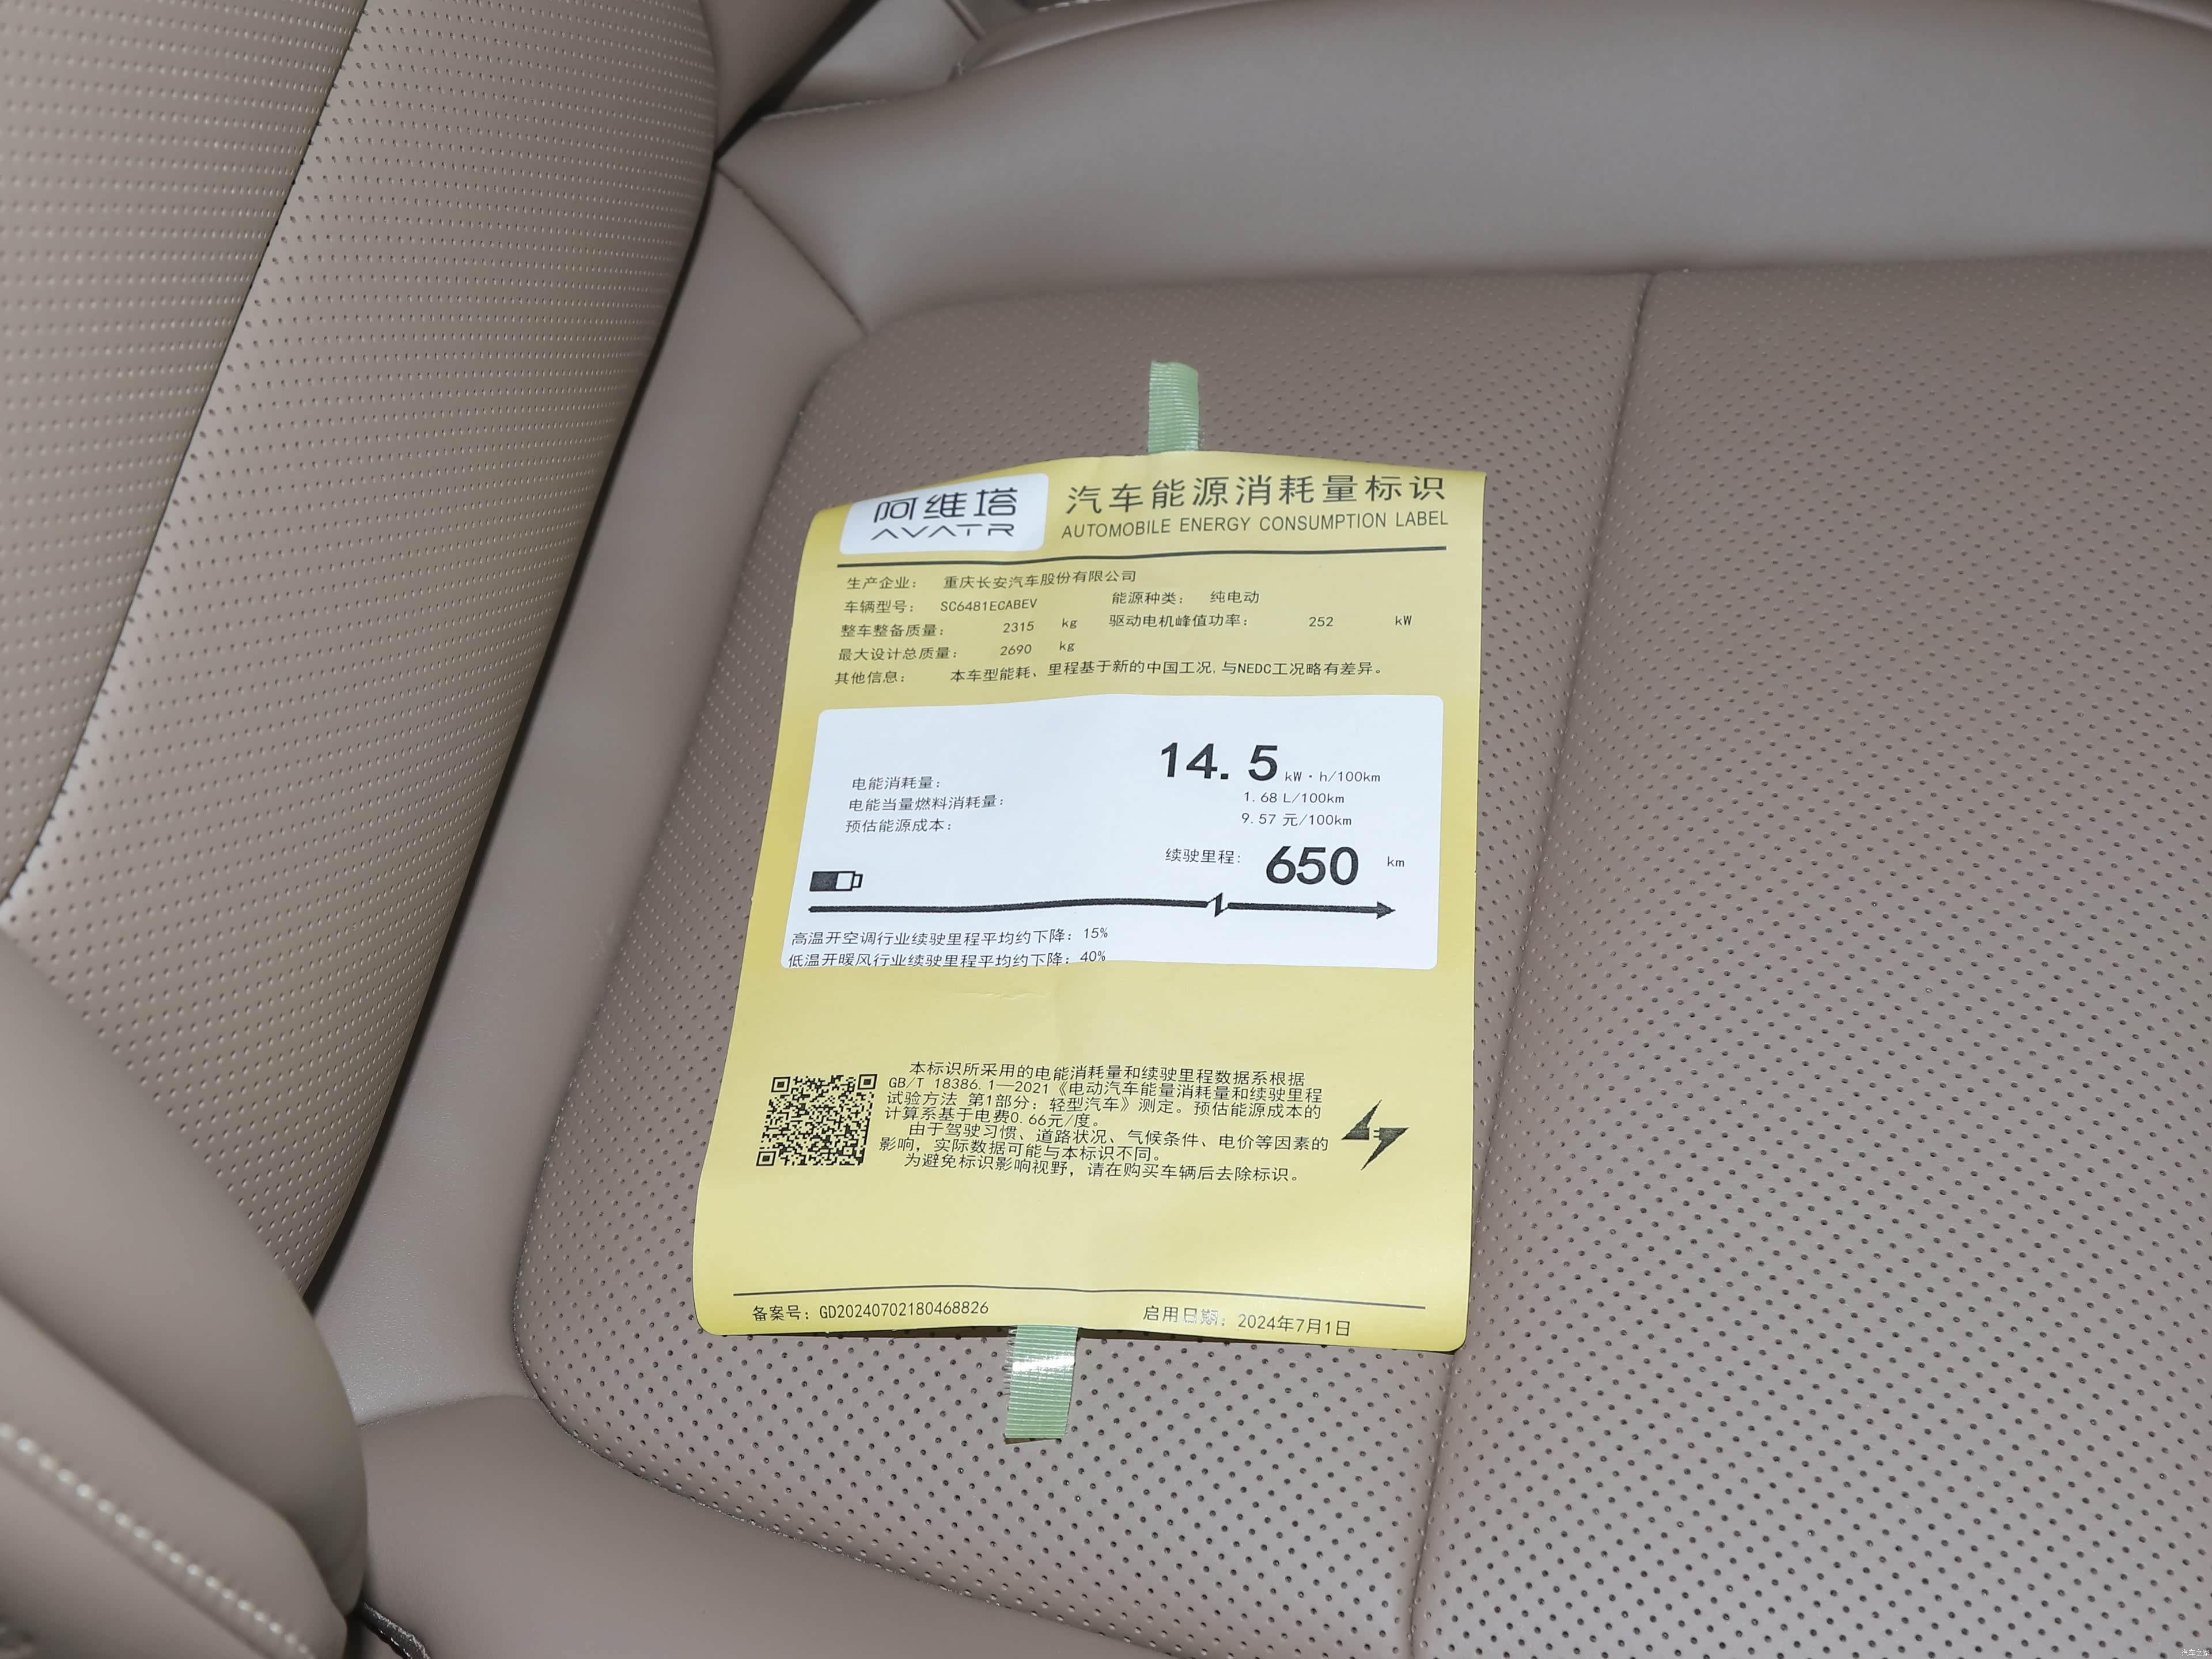 阿维塔
AVATR
汽车能源消耗量标识
AUTOMOBILE ENERGY CONSUMPTION LABEL
生产企业： 重庆长安汽车股份有限公司
车辆型号： SC6481ECABEV 能源种类： 纯电动
整车整备质量： 2315 kg 驱动电机峰值功率： 252 kW
最大设计总质量： 2690 kg
其他信息： 本车型能耗、里程基于新的中国工况，与NEDC工况略有差异。
电能消耗量： 14.5 kW·h/100km
电能当量燃料消耗量： 1.68 L/100km
预估能源成本： 9.57 元/100km
续驶里程： 650 km
高温开空调行业续驶里程平均约下降：15%
低温开暖风行业续驶里程平均约下降：40%
本标识所采用的电能消耗量和续驶里程数据系根据
GB/T 18386.1—2021《电动汽车能量消耗量和续驶里程
试验方法 第1部分：轻型汽车》测定。预估能源成本的
计算系基于电费0.66元/度。
由于驾驶习惯、道路状况、气候条件、电价等因素的
影响，实际数据可能与本标识不同。
为避免标识影响视野，请在购买车辆后去除标识。
备案号：GD20240702180468826 启用日期：2024年7月1日
汽车之家